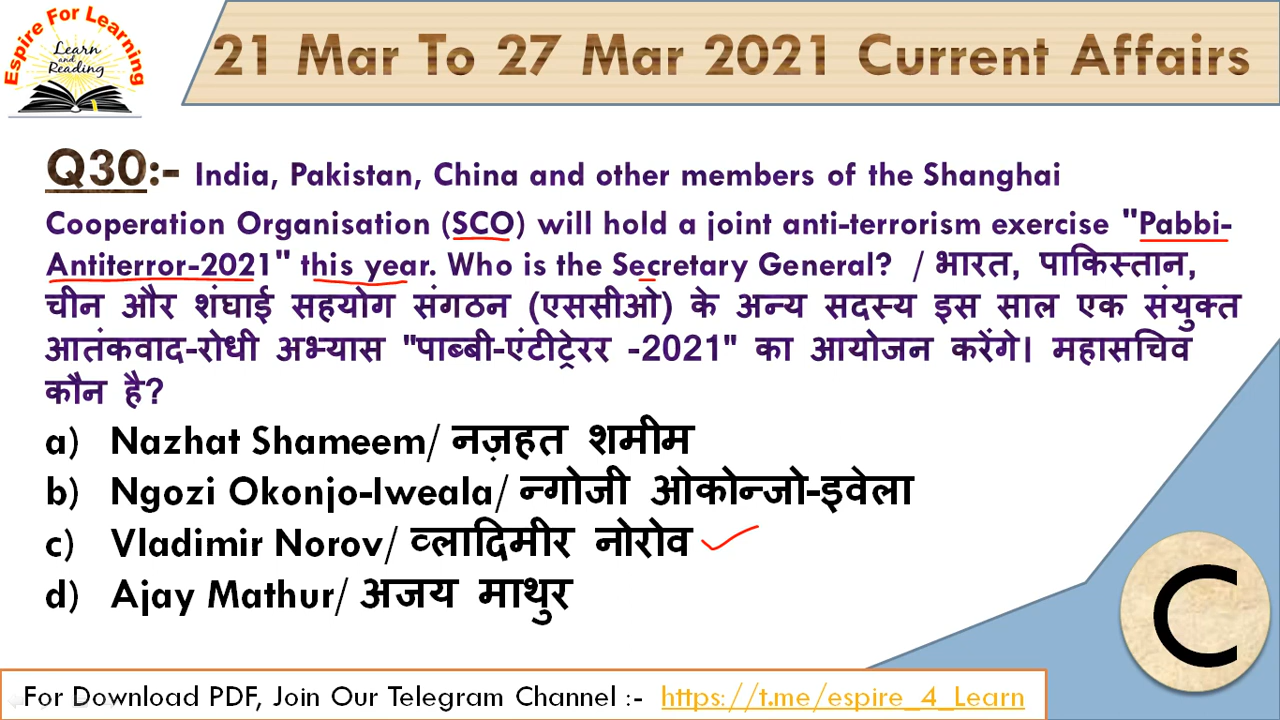 Espire For Learning
Learn
and
Reading
21 Mar To 27 Mar 2021 Current Affairs
Q30:- India, Pakistan, China and other members of the Shanghai
Cooperation Organisation (SCO) will hold a joint anti-terrorism exercise "Pabbi-
Antiterror-2021" this year. Who is the Secretary General? / भारत, पाकिस्तान,
चीन और शंघाई सहयोग संगठन (एससीओ) के अन्य सदस्य इस साल एक संयुक्त
आतंकवाद-रोधी अभ्यास "पाब्बी-एंटीट्रेरर -2021" का आयोजन करेंगे। महासचिव
कौन है?
a) Nazhat Shameem/ नज़हत शमीम
b) Ngozi Okonjo-Iweala/ न्गोजी ओकोन्जो-इवेला
c) Vladimir Norov/ व्लादिमीर नोरोव
d) Ajay Mathur/ अजय माथुर
C
For Download PDF, Join Our Telegram Channel :- https://t.me/espire_4_Learn